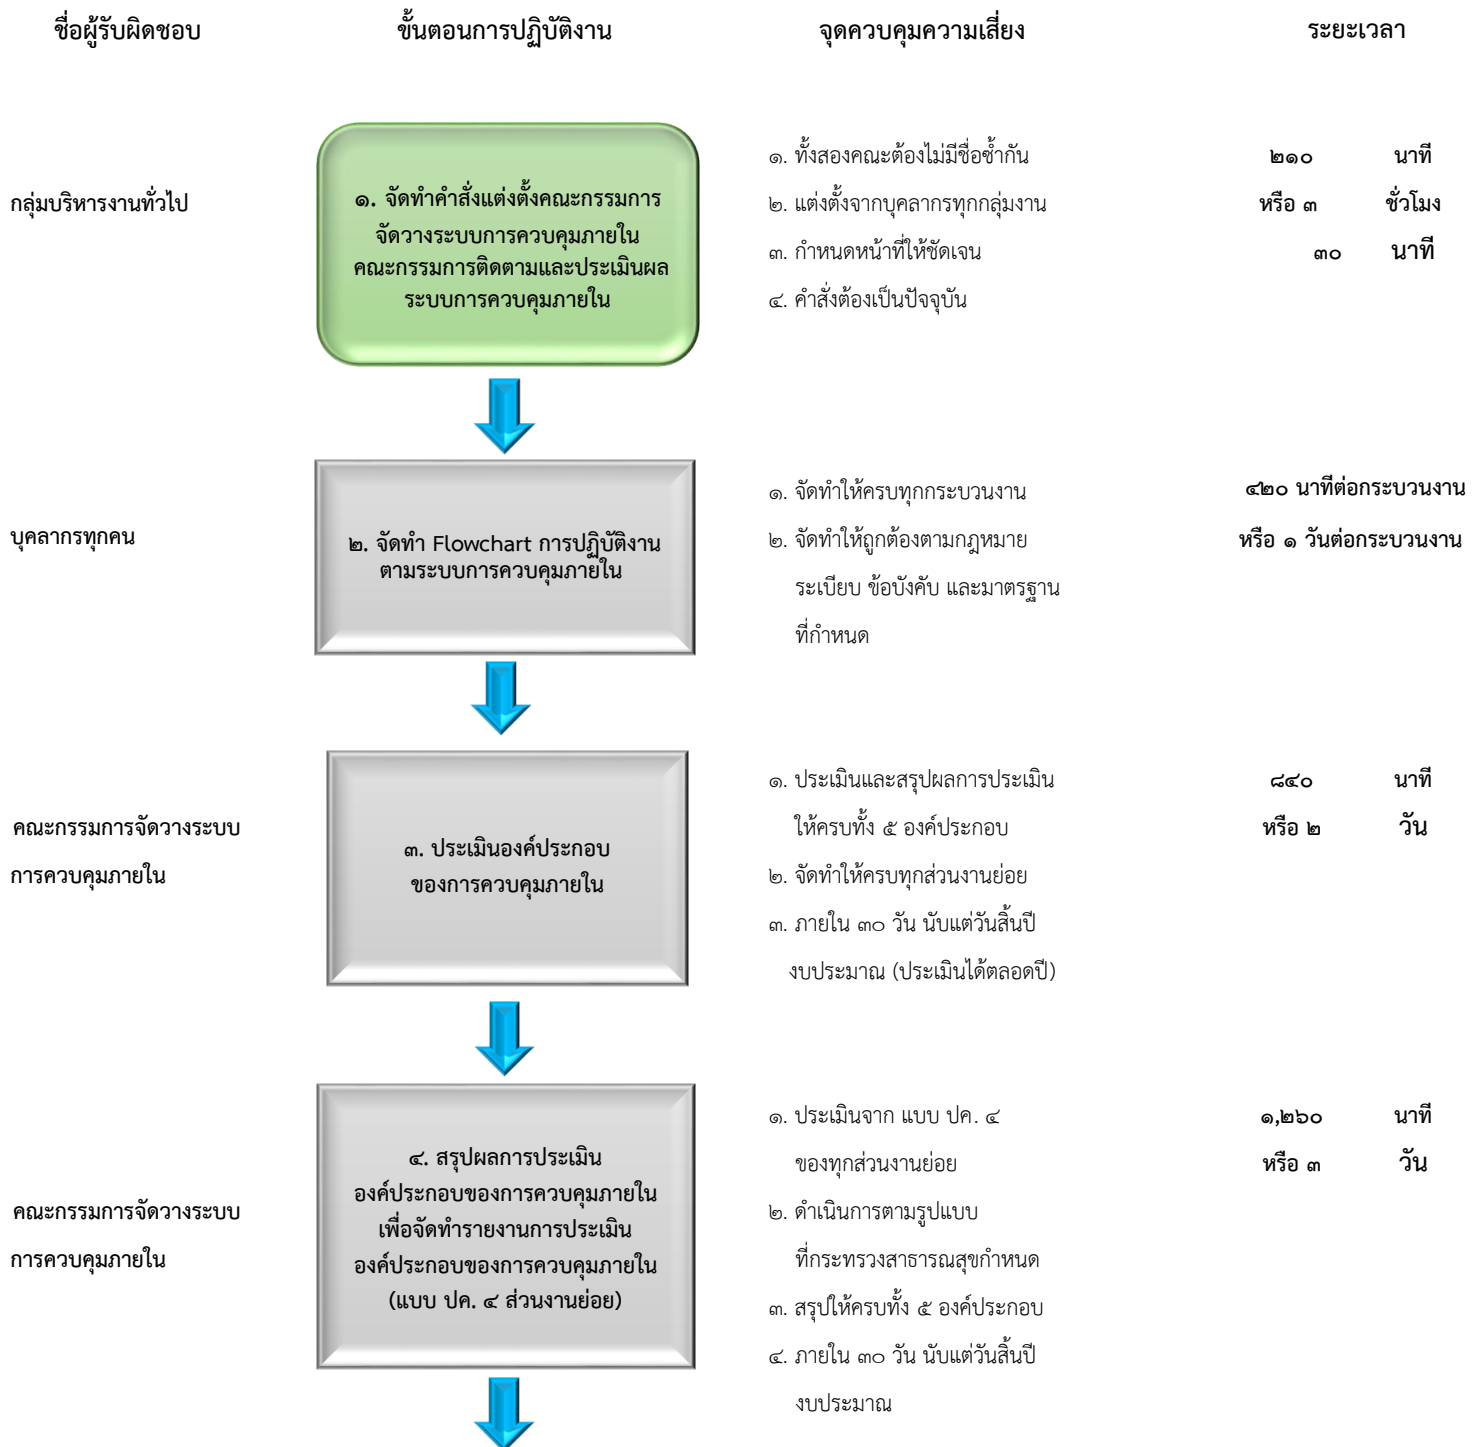 ชื่อผู้รับผิดชอบ
ขั้นตอนการปฏิบัติงาน
จุดควบคุมความเสี่ยง
ระยะเวลา
กลุ่มบริหารงานทั่วไป
๑. จัดทำคำสั่งแต่งตั้งคณะกรรมการ
จัดวางระบบการควบคุมภายใน
คณะกรรมการติดตามและประเมินผล
ระบบการควบคุมภายใน
๑. ทั้งสองคณะต้องไม่มีชื่อซ้ำกัน
๒. แต่งตั้งจากบุคลากรทุกกลุ่มงาน
๓. กำหนดหน้าที่ให้ชัดเจน
๔. คำสั่งต้องเป็นปัจจุบัน
๒๑๐ นาที
หรือ ๓ ชั่วโมง
๓๐ นาที
บุคลากรทุกคน
๒. จัดทำ Flowchart การปฏิบัติงาน
ตามระบบการควบคุมภายใน
๑. จัดทำให้ครบทุกกระบวนงาน
๒. จัดทำให้ถูกต้องตามกฎหมาย
ระเบียบ ข้อบังคับ และมาตรฐาน
ที่กำหนด
๔๒๐ นาทีต่อกระบวนงาน
หรือ ๑ วันต่อกระบวนงาน
คณะกรรมการจัดวางระบบ
การควบคุมภายใน
๓. ประเมินองค์ประกอบ
ของการควบคุมภายใน
๑. ประเมินและสรุปผลการประเมิน
ให้ครบทั้ง ๕ องค์ประกอบ
๒. จัดทำให้ครบทุกส่วนงานย่อย
๓. ภายใน ๓๐ วัน นับแต่วันสิ้นปี
งบประมาณ (ประเมินได้ตลอดปี)
๘๔๐ นาที
หรือ ๒ วัน
คณะกรรมการจัดวางระบบ
การควบคุมภายใน
๔. สรุปผลการประเมิน
องค์ประกอบของการควบคุมภายใน
เพื่อจัดทำรายงานการประเมิน
องค์ประกอบของการควบคุมภายใน
(แบบ ปค. ๔ ส่วนงานย่อย)
๑. ประเมินจาก แบบ ปค. ๔
ของทุกส่วนงานย่อย
๒. ดำเนินการตามรูปแบบ
ที่กระทรวงสาธารณสุขกำหนด
๓. สรุปให้ครบทั้ง ๕ องค์ประกอบ
๔. ภายใน ๓๐ วัน นับแต่วันสิ้นปี
งบประมาณ
๑,๒๖๐ นาที
หรือ ๓ วัน